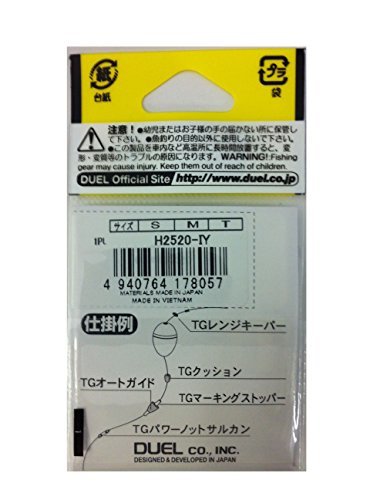 紙
台紙
プラ
袋
注意！●幼児またはお子様の手の届かない所に保管し
て下さい。●魚釣りの目的以外に使用しないで下さい。
●この製品を車内など高温所に長時間放置すると、変
形・変質等のトラブルの原因になります。WARNING! Fishing
gear may cause injury. Keep them out of reach of children.
DUEL Official Site http://www.duel.co.jp
サイズ S M T
1PC H2520-IY
4 940764 178057
MATERIALS MADE IN JAPAN
MADE IN VIETNAM
仕掛例
TGレンジキーパー
TGクッション
TGオートガイド
TGマーキングストッパー
TGパワーノットサルカン
DUEL CO., INC.
DESIGNED & DEVELOPED IN JAPAN